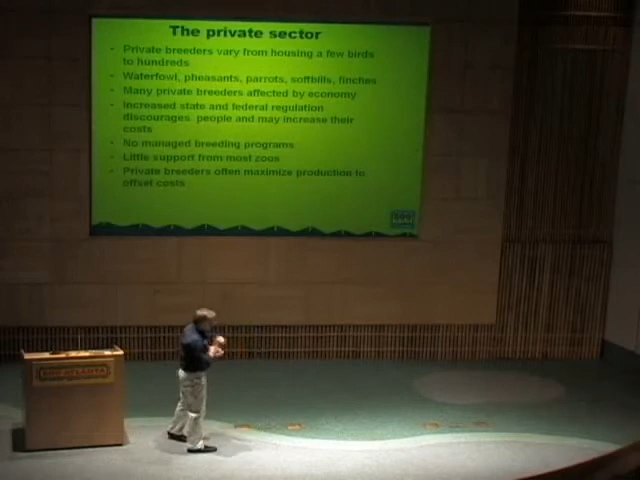 The private sector
• Private breeders vary from housing a few birds
to hundreds
• Waterfowl, pheasants, parrots, softbills, finches
• Many private breeders affected by economy
• Increased state and federal regulation
discourages people and may increase their
costs
• No managed breeding programs
• Little support from most zoos
• Private breeders often maximize production to
offset costs
ZOO ATLANTA